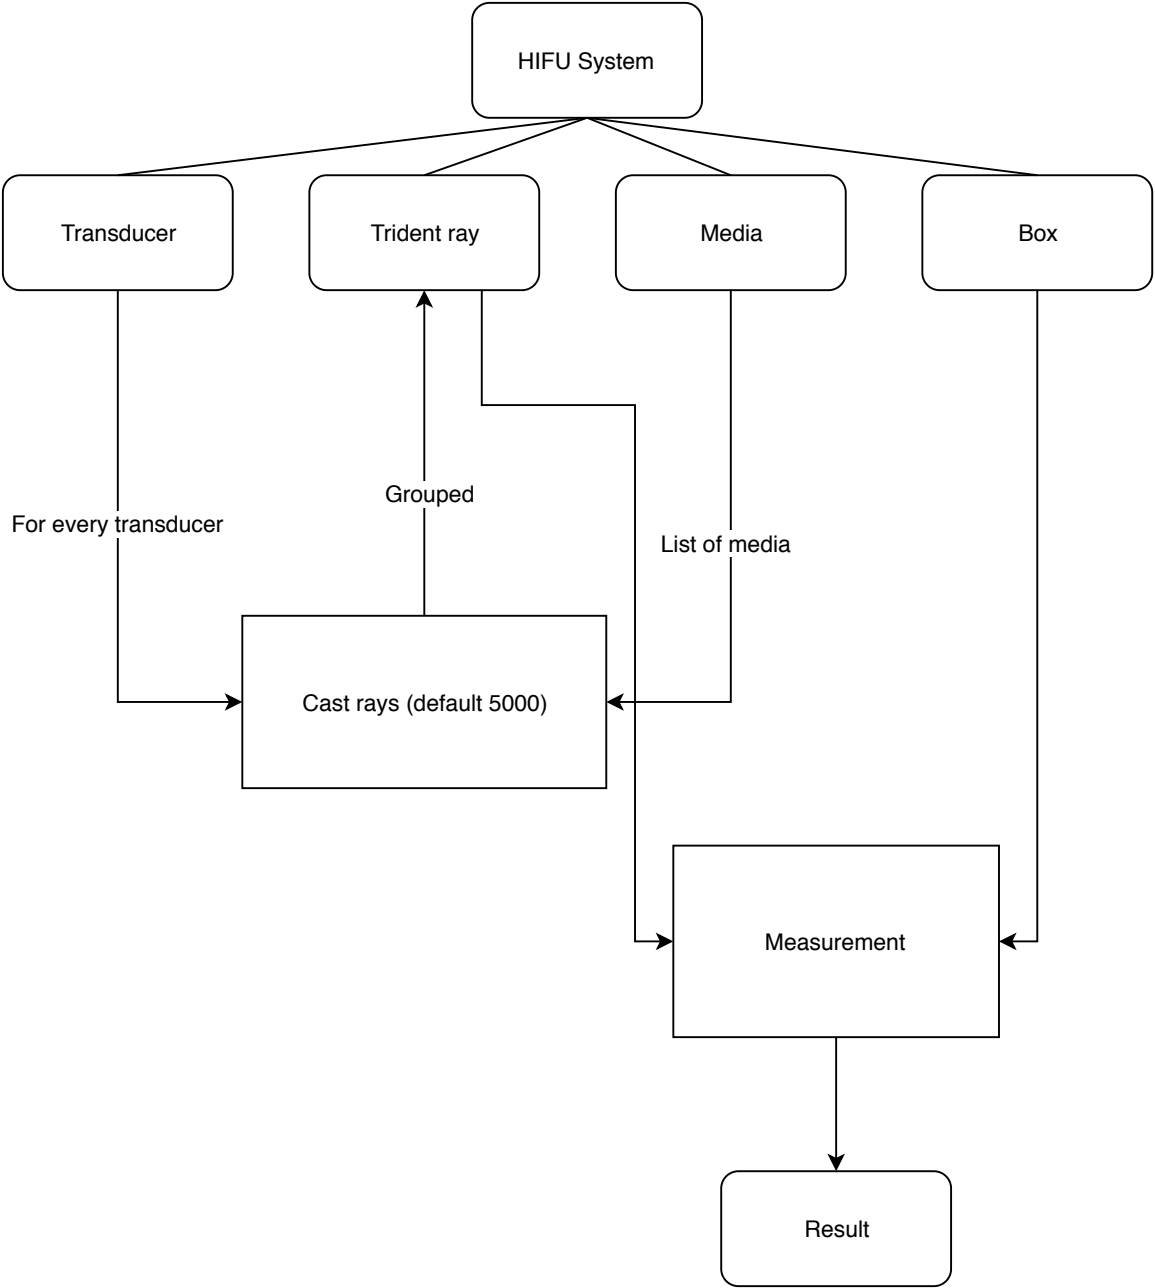 HIFU System
Transducer
Trident ray
Media
Box
Grouped
For every transducer
List of media
Cast rays (default 5000)
Measurement
Result